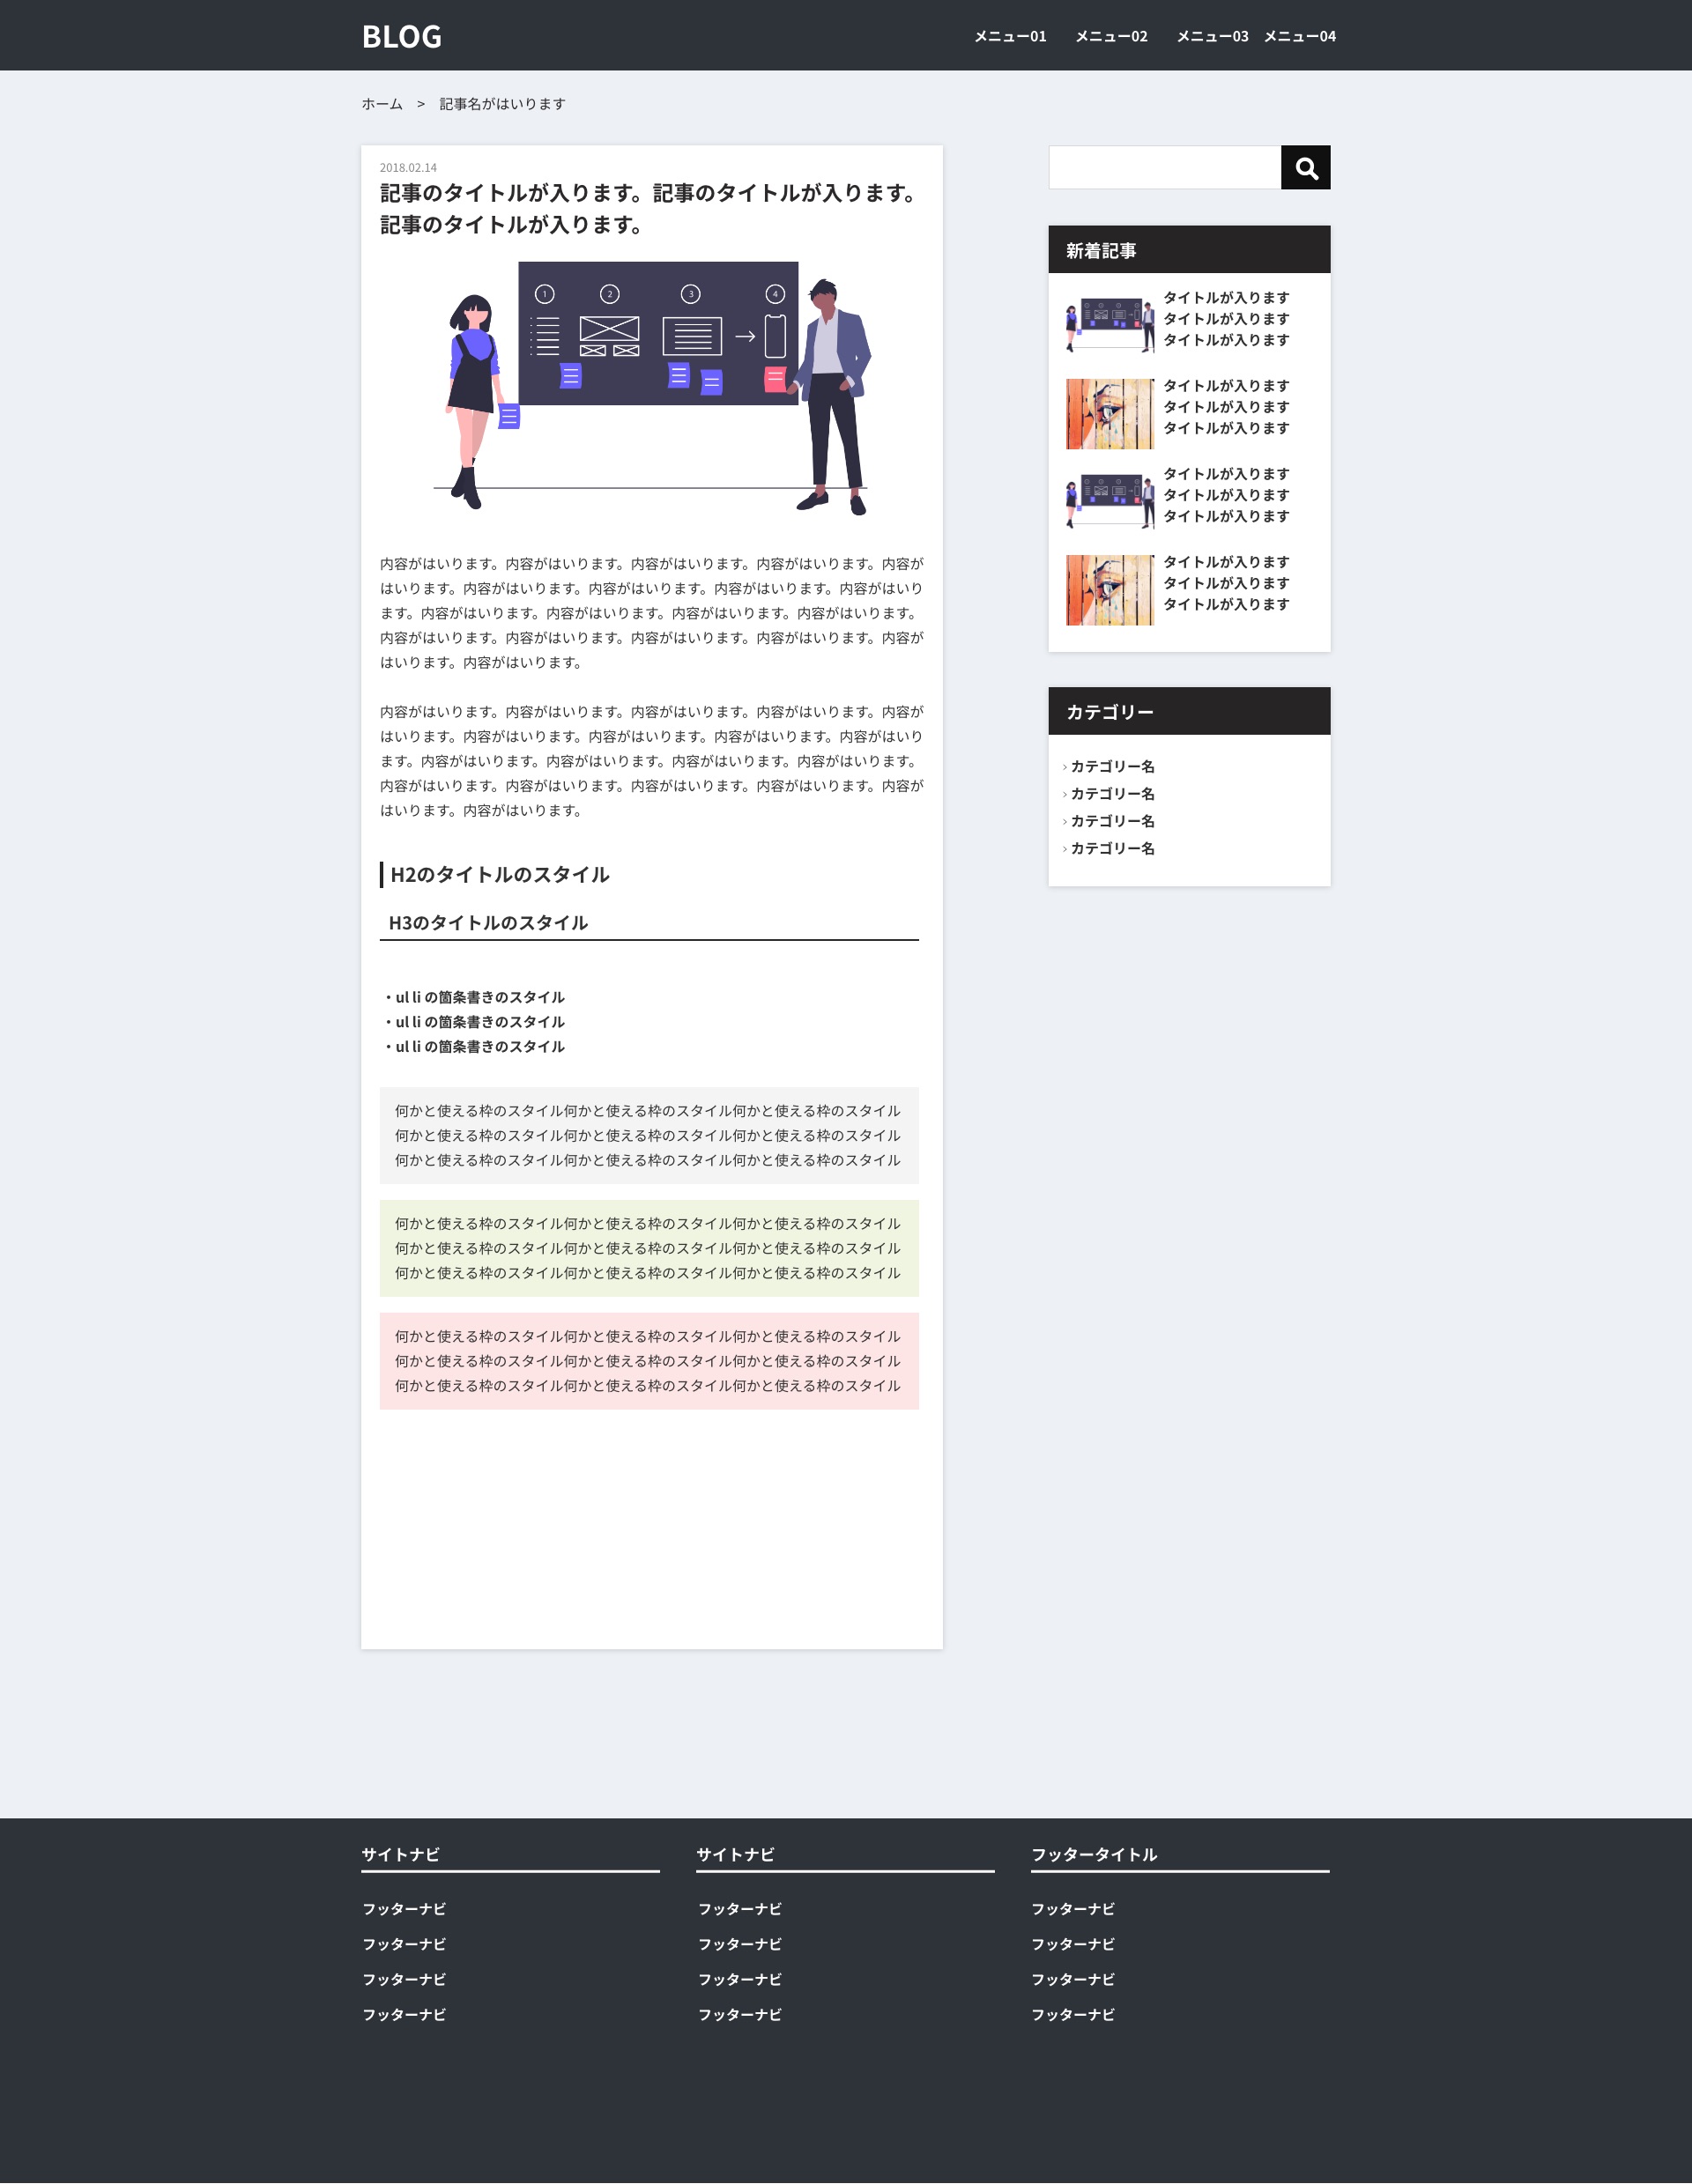 BLOG
メニュー01 メニュー02 メニュー03 メニュー04
ホーム > 記事名がはいります
2018.02.14
記事のタイトルが入ります。記事のタイトルが入ります。
記事のタイトルが入ります。
1 2 3 4
内容がはいります。内容がはいります。内容がはいります。内容がはいります。内容が
はいります。内容がはいります。内容がはいります。内容がはいります。内容がはいり
ます。内容がはいります。内容がはいります。内容がはいります。内容がはいります。
内容がはいります。内容がはいります。内容がはいります。内容がはいります。内容が
はいります。内容がはいります。
内容がはいります。内容がはいります。内容がはいります。内容がはいります。内容が
はいります。内容がはいります。内容がはいります。内容がはいります。内容がはいり
ます。内容がはいります。内容がはいります。内容がはいります。内容がはいります。
内容がはいります。内容がはいります。内容がはいります。内容がはいります。内容が
はいります。内容がはいります。
H2のタイトルのスタイル
H3のタイトルのスタイル
・ul li の箇条書きのスタイル
・ul li の箇条書きのスタイル
・ul li の箇条書きのスタイル
何かと使える枠のスタイル何かと使える枠のスタイル何かと使える枠のスタイル
何かと使える枠のスタイル何かと使える枠のスタイル何かと使える枠のスタイル
何かと使える枠のスタイル何かと使える枠のスタイル何かと使える枠のスタイル
何かと使える枠のスタイル何かと使える枠のスタイル何かと使える枠のスタイル
何かと使える枠のスタイル何かと使える枠のスタイル何かと使える枠のスタイル
何かと使える枠のスタイル何かと使える枠のスタイル何かと使える枠のスタイル
何かと使える枠のスタイル何かと使える枠のスタイル何かと使える枠のスタイル
何かと使える枠のスタイル何かと使える枠のスタイル何かと使える枠のスタイル
何かと使える枠のスタイル何かと使える枠のスタイル何かと使える枠のスタイル
新着記事
タイトルが入ります
タイトルが入ります
タイトルが入ります
タイトルが入ります
タイトルが入ります
タイトルが入ります
タイトルが入ります
タイトルが入ります
タイトルが入ります
タイトルが入ります
タイトルが入ります
タイトルが入ります
カテゴリー
› カテゴリー名
› カテゴリー名
› カテゴリー名
› カテゴリー名
サイトナビ
フッターナビ
フッターナビ
フッターナビ
フッターナビ
サイトナビ
フッターナビ
フッターナビ
フッターナビ
フッターナビ
フッタータイトル
フッターナビ
フッターナビ
フッターナビ
フッターナビ